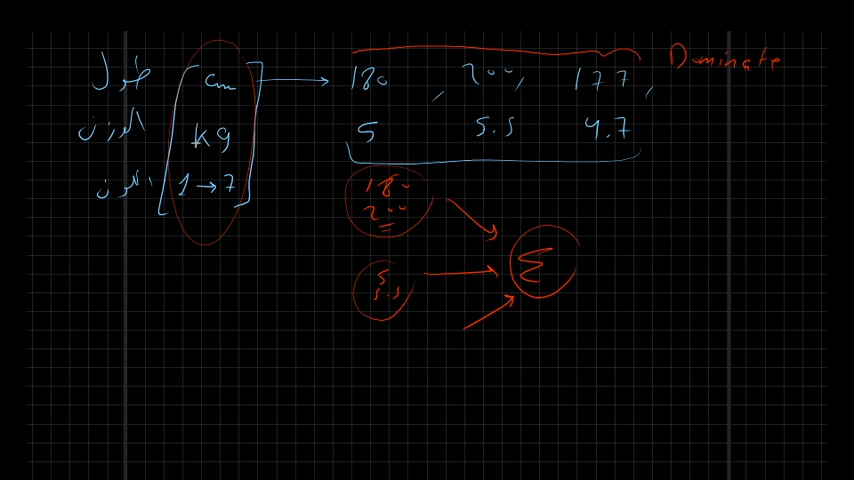 طول [ cm → 180 , 200, 177 , Dominate
الوزن kg 5 5.5 4.7
اللون 1 → 7 ]
180
200
5
5.5
Σ